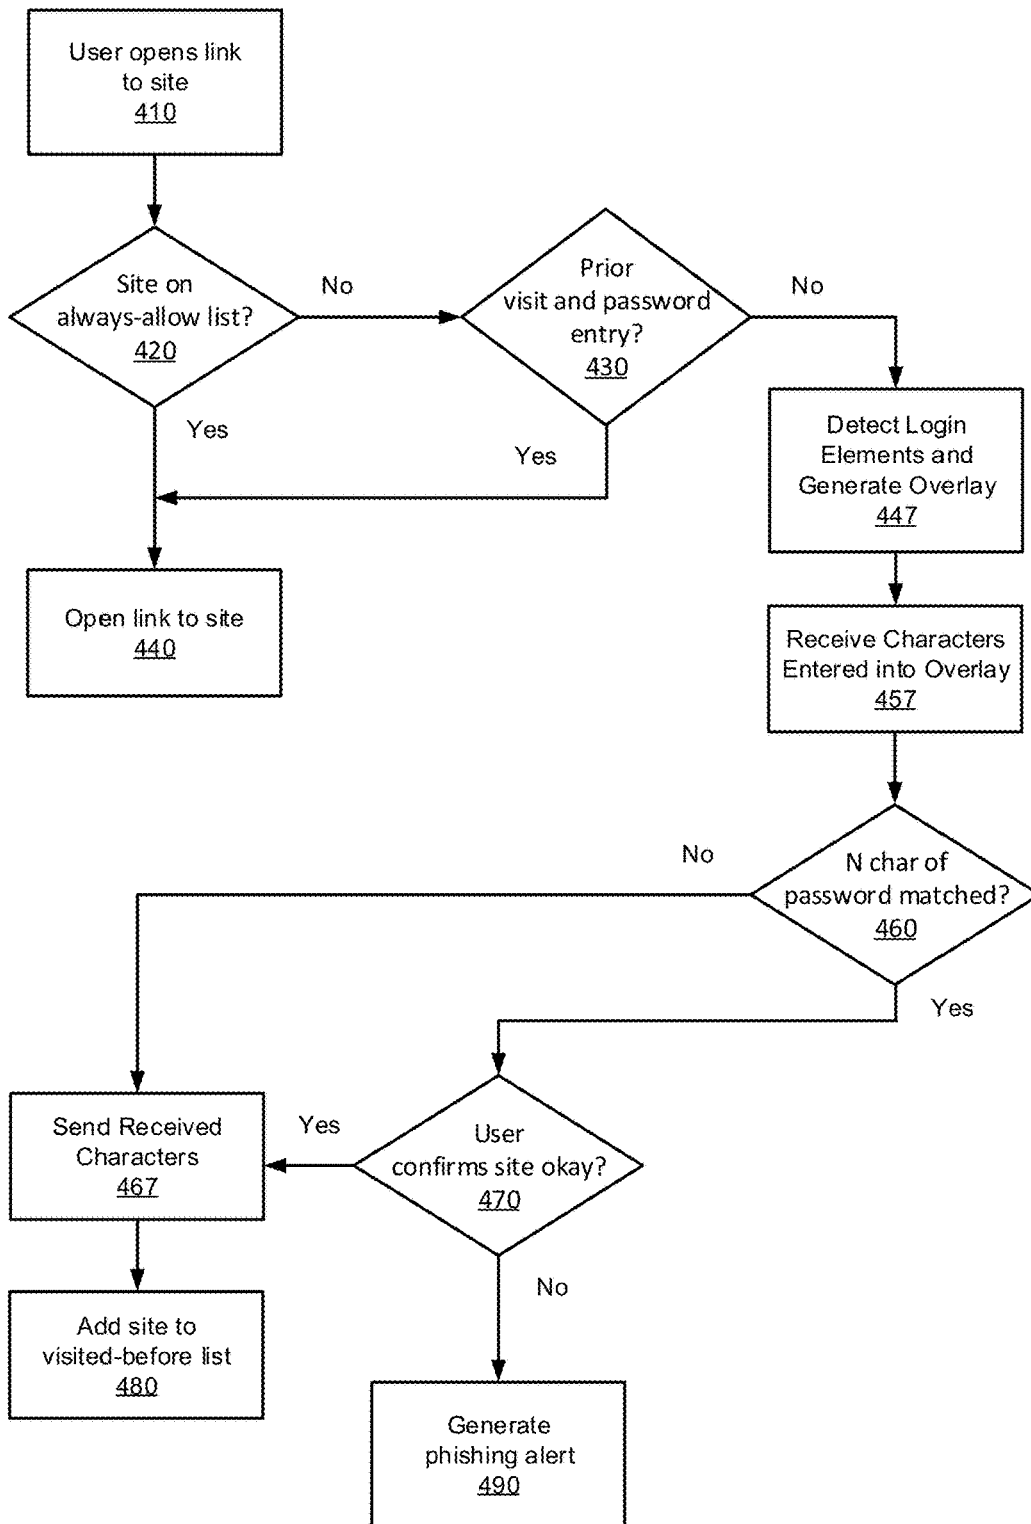 User opens link
to site
410
Site on
always-allow list?
420
No
Prior
visit and password
entry?
430
No
Yes
Yes
Detect Login
Elements and
Generate Overlay
447
Open link to site
440
Receive Characters
Entered into Overlay
457
N char of
password matched?
460
No
Yes
Send Received
Characters
467
Yes
User
confirms site okay?
470
No
Add site to
visited-before list
480
Generate
phishing alert
490